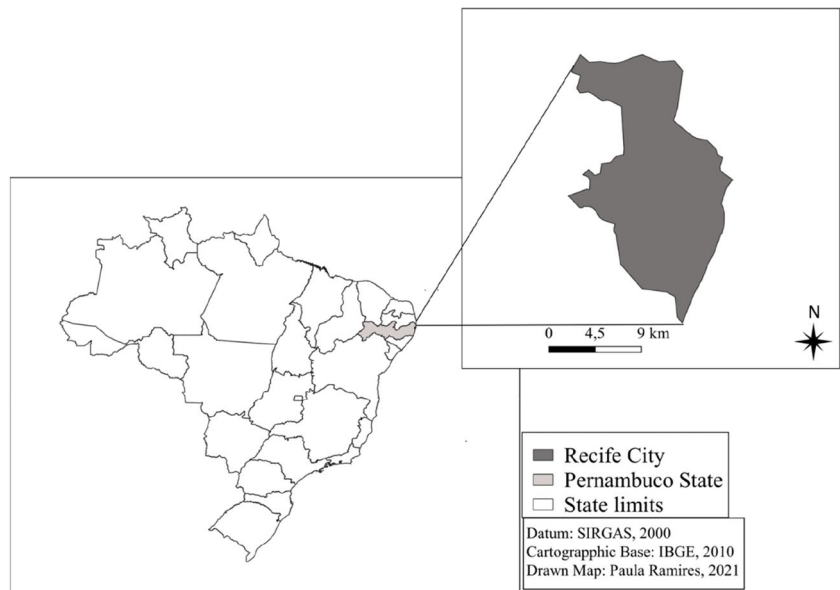 0 4,5 9 km
N
Recife City
Pernambuco State
State limits
Datum: SIRGAS, 2000
Cartograpphic Base: IBGE, 2010
Drawn Map: Paula Ramires, 2021